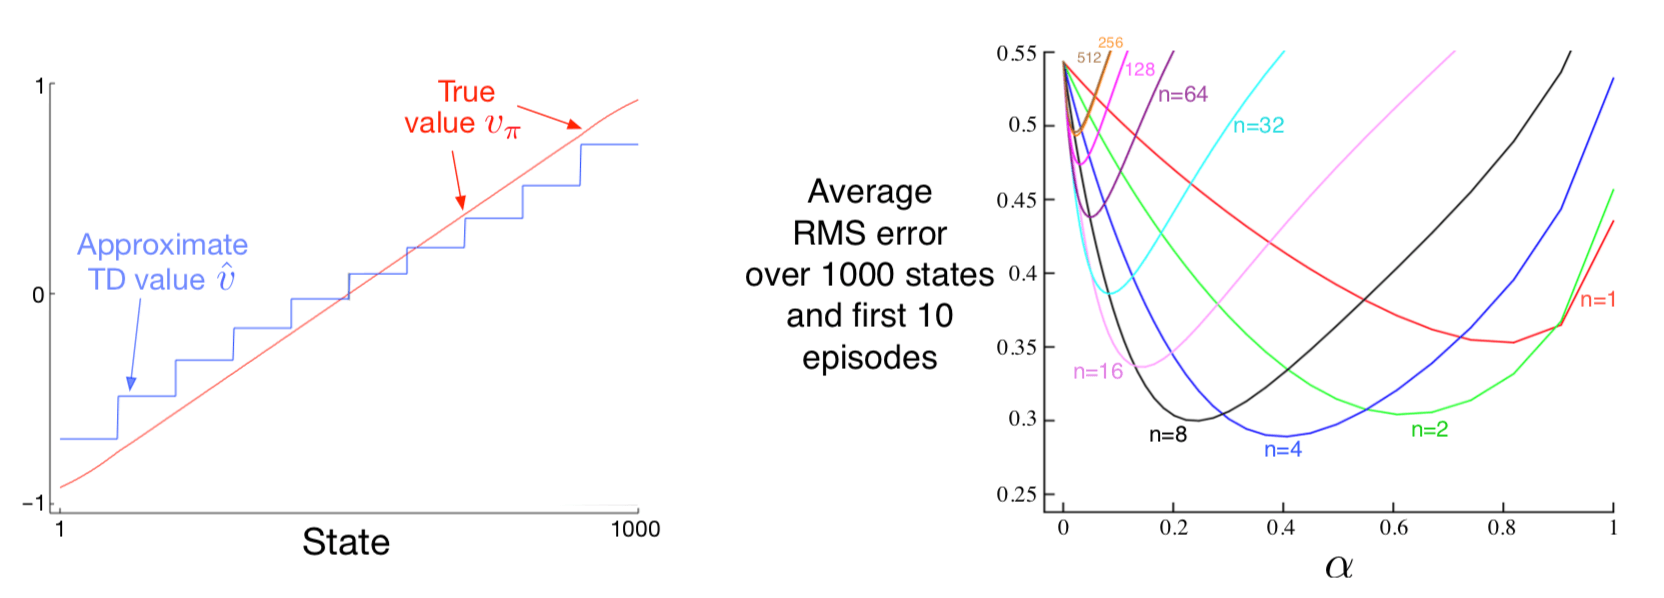 1
0
−1
1
1000
State
True
value vπ
Approximate
TD value v̂
Average
RMS error
over 1000 states
and first 10
episodes
0.55
0.5
0.45
0.4
0.35
0.3
0.25
0
0.2
0.4
0.6
0.8
1
α
256
512
128
n=64
n=32
n=16
n=8
n=4
n=2
n=1